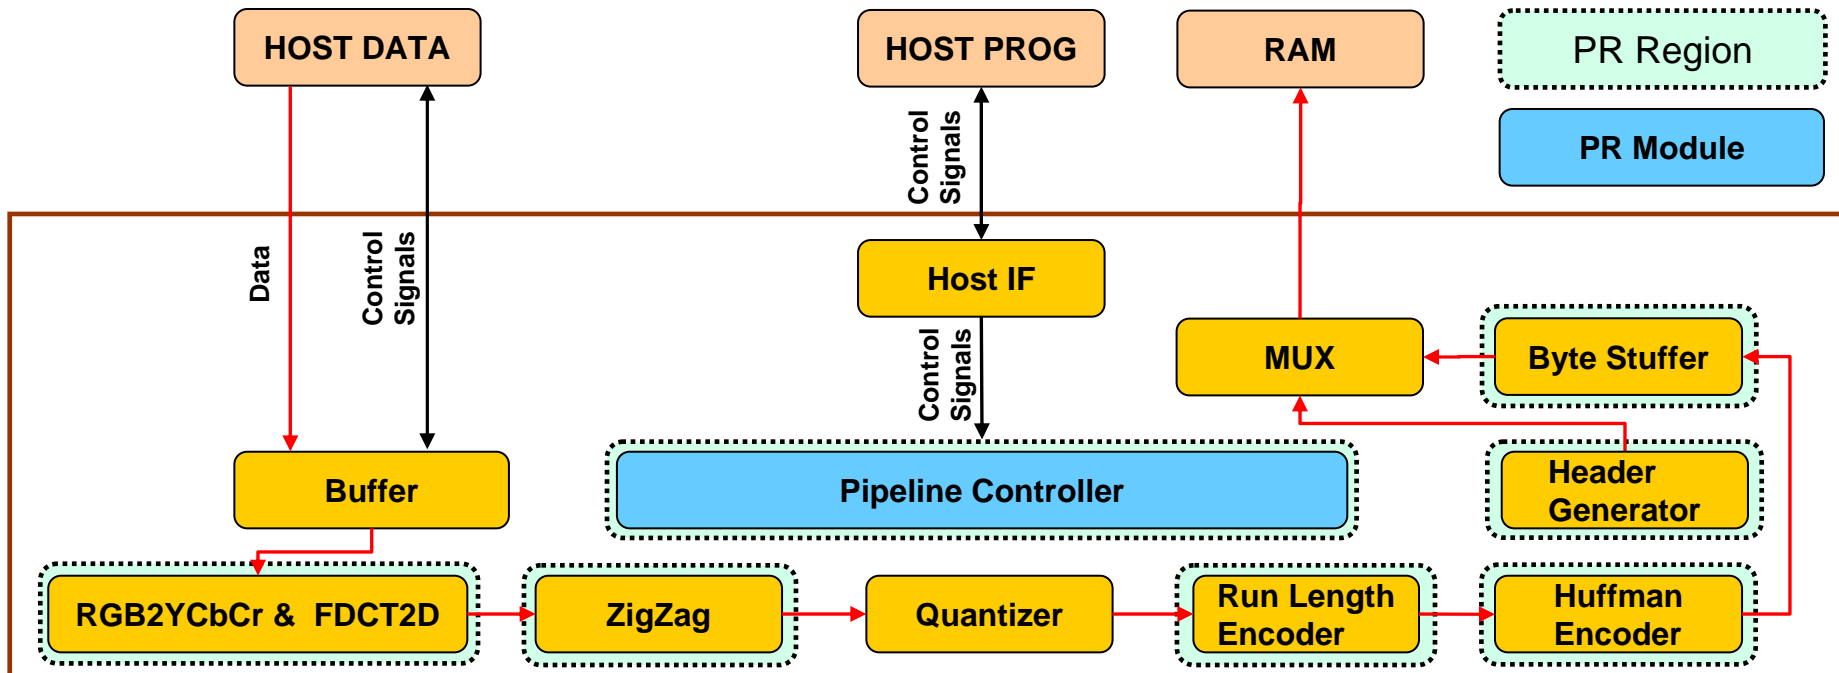 HOST DATA
HOST PROG
RAM
PR Region
PR Module
Control
Signals
Data
Control
Signals
Host IF
Control
Signals
MUX
Byte Stuffer
Buffer
Pipeline Controller
Header
Generator
RGB2YCbCr & FDCT2D
ZigZag
Quantizer
Run Length
Encoder
Huffman
Encoder